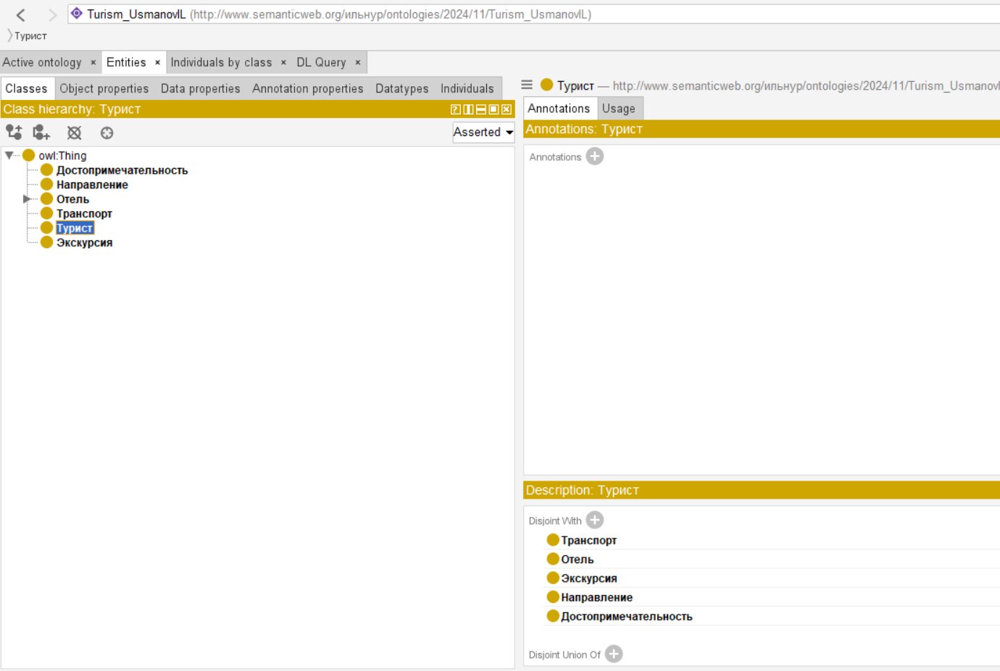 Turism_UsmanovIL (http://www.semanticweb.org/ильнур/ontologies/2024/11/Turism_UsmanovIL)
Турист
Active ontology × Entities × Individuals by class × DL Query ×
Classes Object properties Data properties Annotation properties Datatypes Individuals
Class hierarchy: Турист
Asserted
owl:Thing
Достопримечательность
Направление
Отель
Транспорт
Турист
Экскурсия
Турист — http://www.semanticweb.org/ильнур/ontologies/2024/11/Turism_Usmanovl
Annotations Usage
Annotations: Турист
Annotations
Description: Турист
Disjoint With
Транспорт
Отель
Экскурсия
Направление
Достопримечательность
Disjoint Union Of